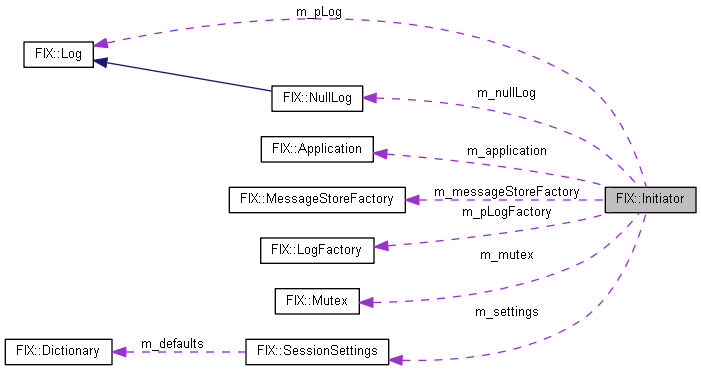 m_pLog
FIX::Log
m_nullLog
FIX::NullLog
m_application
FIX::Application
m_messageStoreFactory
FIX::MessageStoreFactory
FIX::Initiator
m_pLogFactory
FIX::LogFactory
m_mutex
FIX::Mutex
m_settings
m_defaults
FIX::Dictionary
FIX::SessionSettings